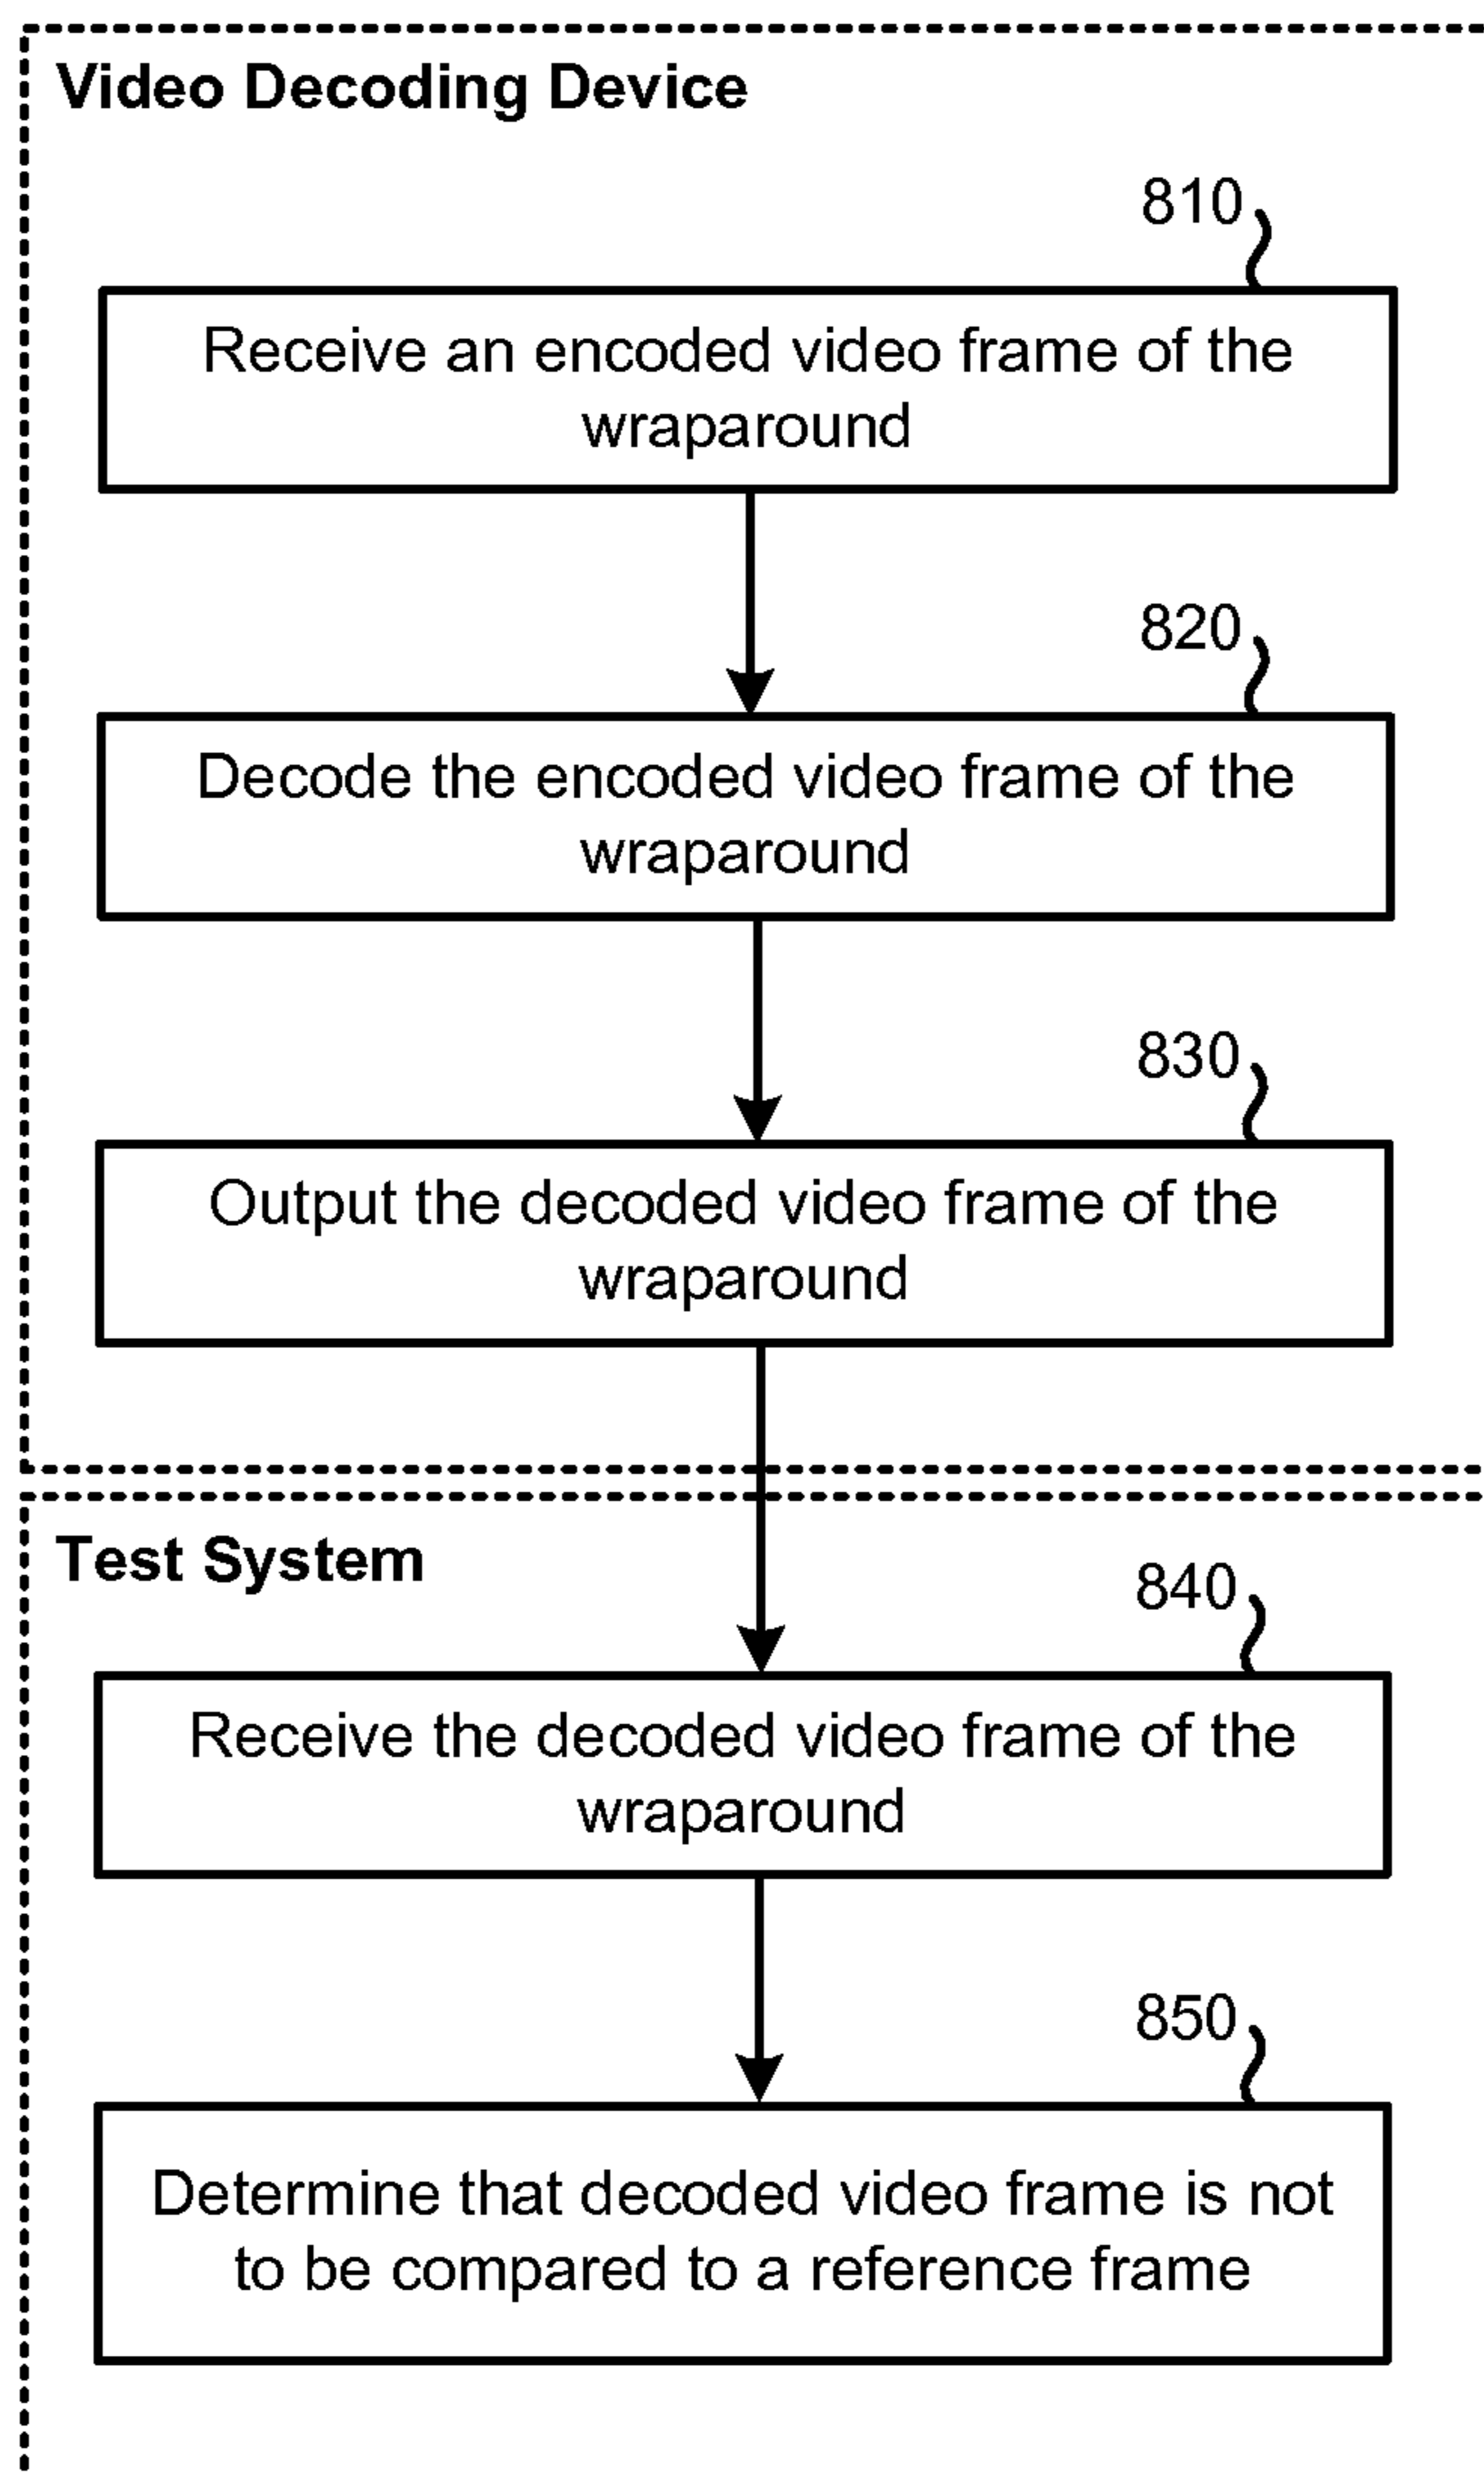 Video Decoding Device
810
Receive an encoded video frame of the
wraparound
820
Decode the encoded video frame of the
wraparound
830
Output the decoded video frame of the
wraparound
Test System
840
Receive the decoded video frame of the
wraparound
850
Determine that decoded video frame is not
to be compared to a reference frame